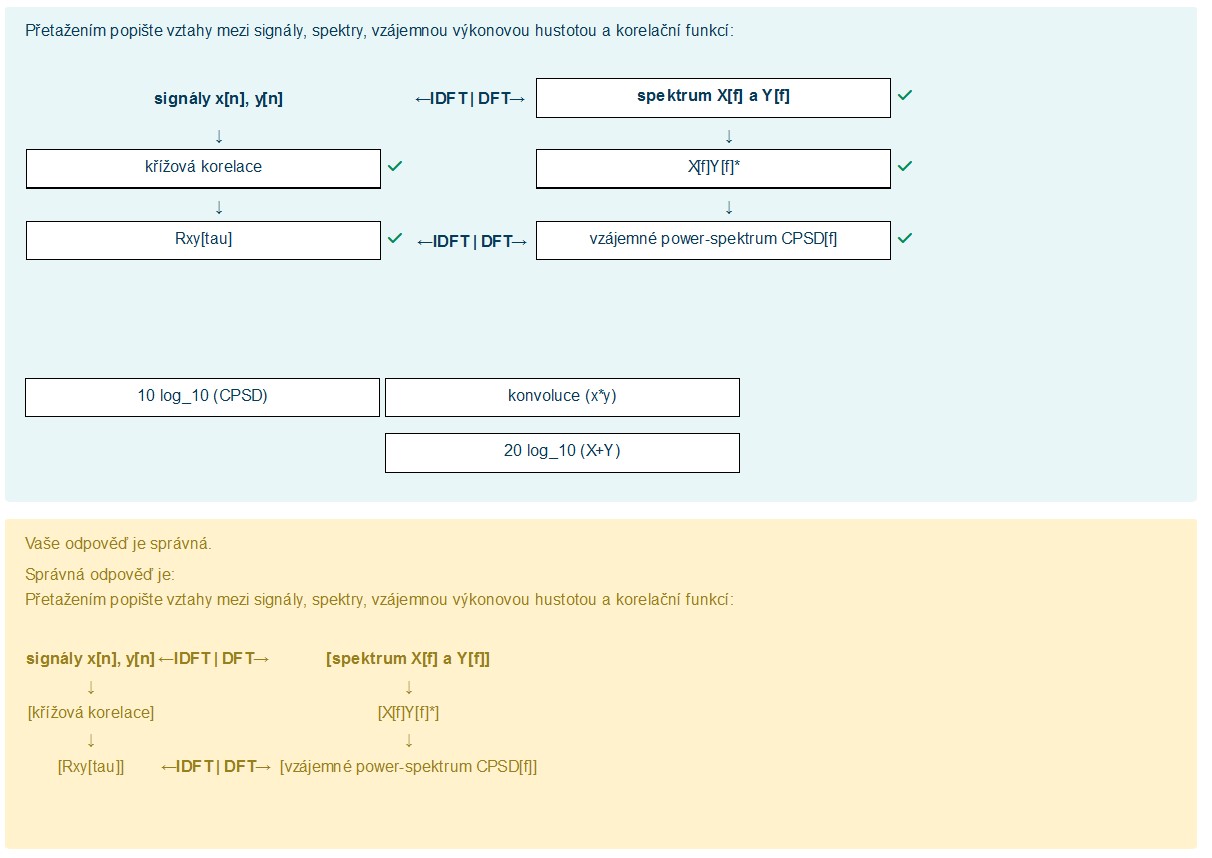 Přetažením popište vztahy mezi signály, spektry, vzájemnou výkonovou hustotou a korelační funkcí:
signály x[n], y[n] ←IDFT | DFT→ spektrum X[f] a Y[f] ✓
↓ ↓
křížová korelace ✓ X[f]Y[f]* ✓
↓ ↓
Rxy[tau] ✓ ←IDFT | DFT→ vzájemné power-spektrum CPSD[f] ✓
10 log_10 (CPSD) konvoluce (x*y)
20 log_10 (X+Y)
Vaše odpověď je správná.
Správná odpověď je:
Přetažením popište vztahy mezi signály, spektry, vzájemnou výkonovou hustotou a korelační funkcí:
signály x[n], y[n] ←IDFT | DFT→ [spektrum X[f] a Y[f]]
↓ ↓
[křížová korelace] [X[f]Y[f]*]
↓ ↓
[Rxy[tau]] ←IDFT | DFT→ [vzájemné power-spektrum CPSD[f]]